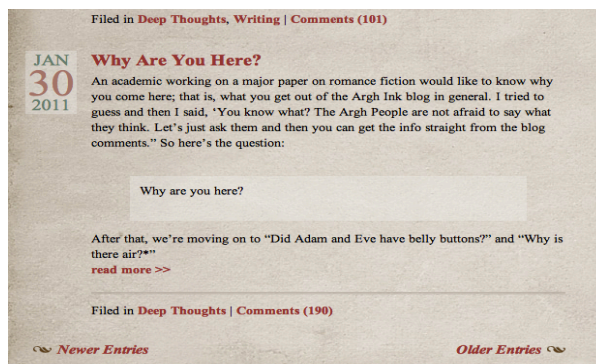 Filed in Deep Thoughts, Writing | Comments (101)
JAN
30
2011
Why Are You Here?
An academic working on a major paper on romance fiction would like to know why
you come here; that is, what you get out of the Argh Ink blog in general. I tried to
guess and then I said, ‘You know what? The Argh People are not afraid to say what
they think. Let’s just ask them and then you can get the info straight from the blog
comments.” So here’s the question:
Why are you here?
After that, we’re moving on to “Did Adam and Eve have belly buttons?” and “Why is
there air?*”
read more >>
Filed in Deep Thoughts | Comments (190)
Newer Entries
Older Entries